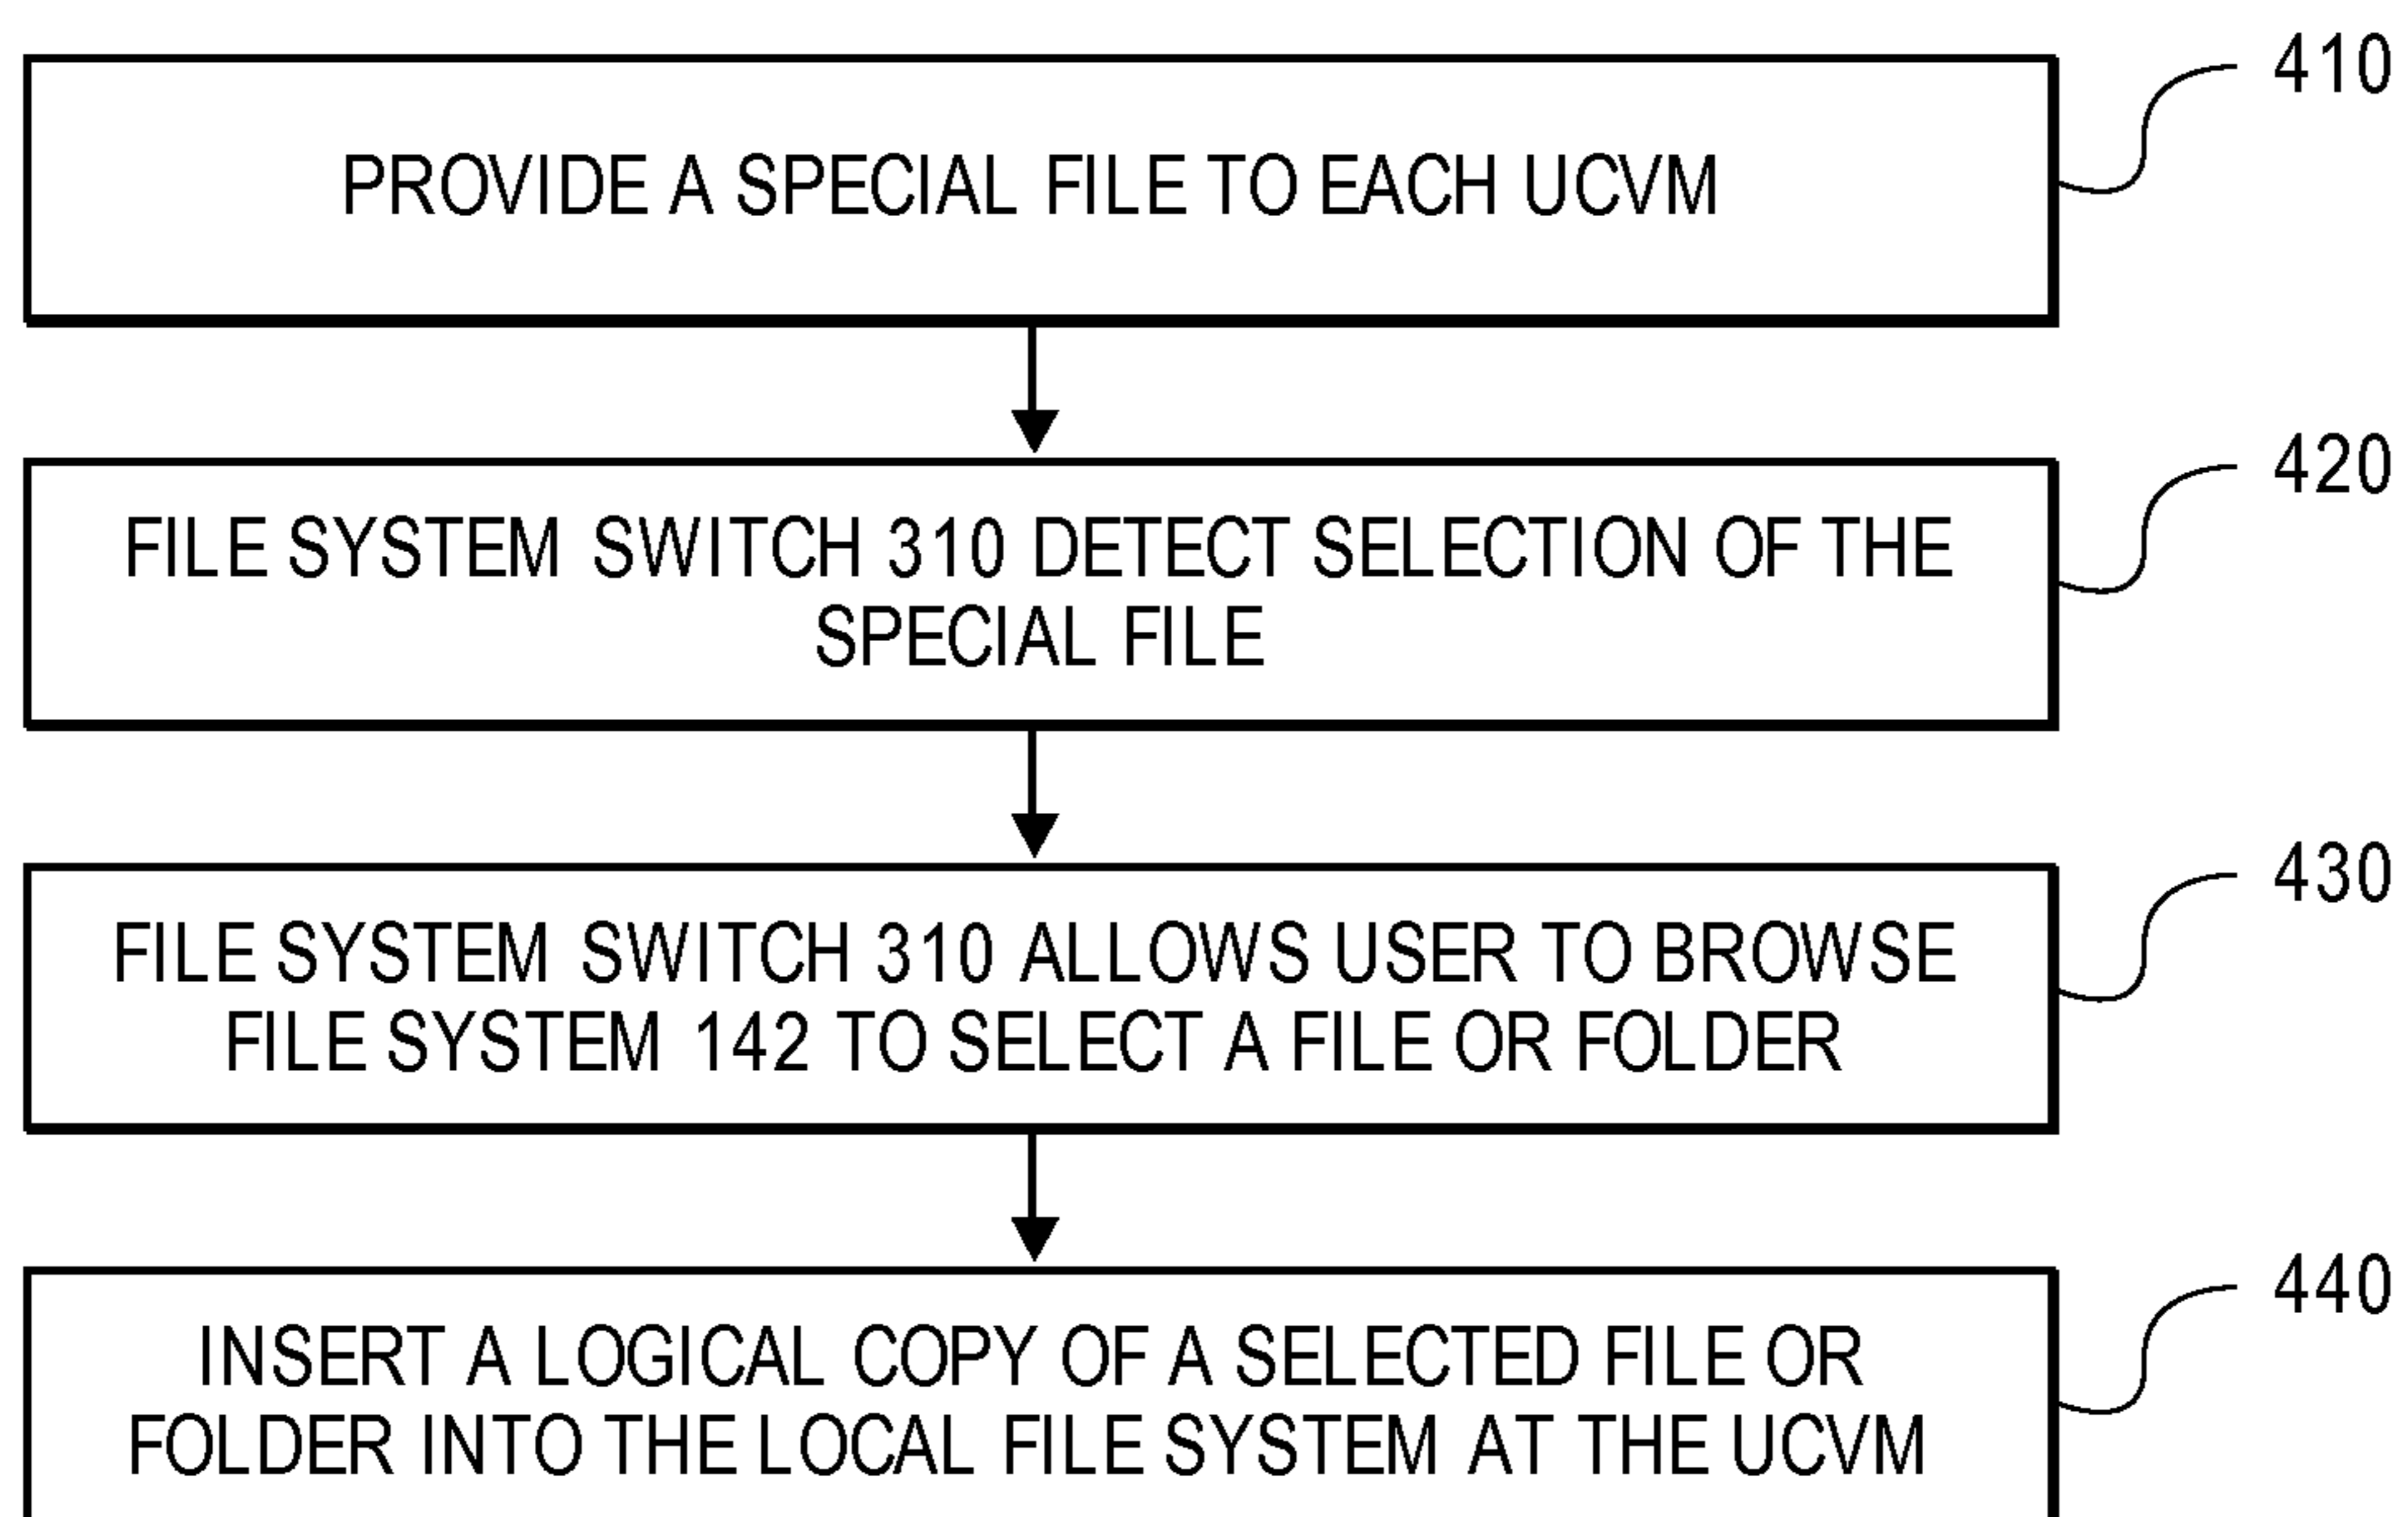 410
PROVIDE A SPECIAL FILE TO EACH UCVM
420
FILE SYSTEM SWITCH 310 DETECT SELECTION OF THE
SPECIAL FILE
430
FILE SYSTEM SWITCH 310 ALLOWS USER TO BROWSE
FILE SYSTEM 142 TO SELECT A FILE OR FOLDER
440
INSERT A LOGICAL COPY OF A SELECTED FILE OR
FOLDER INTO THE LOCAL FILE SYSTEM AT THE UCVM